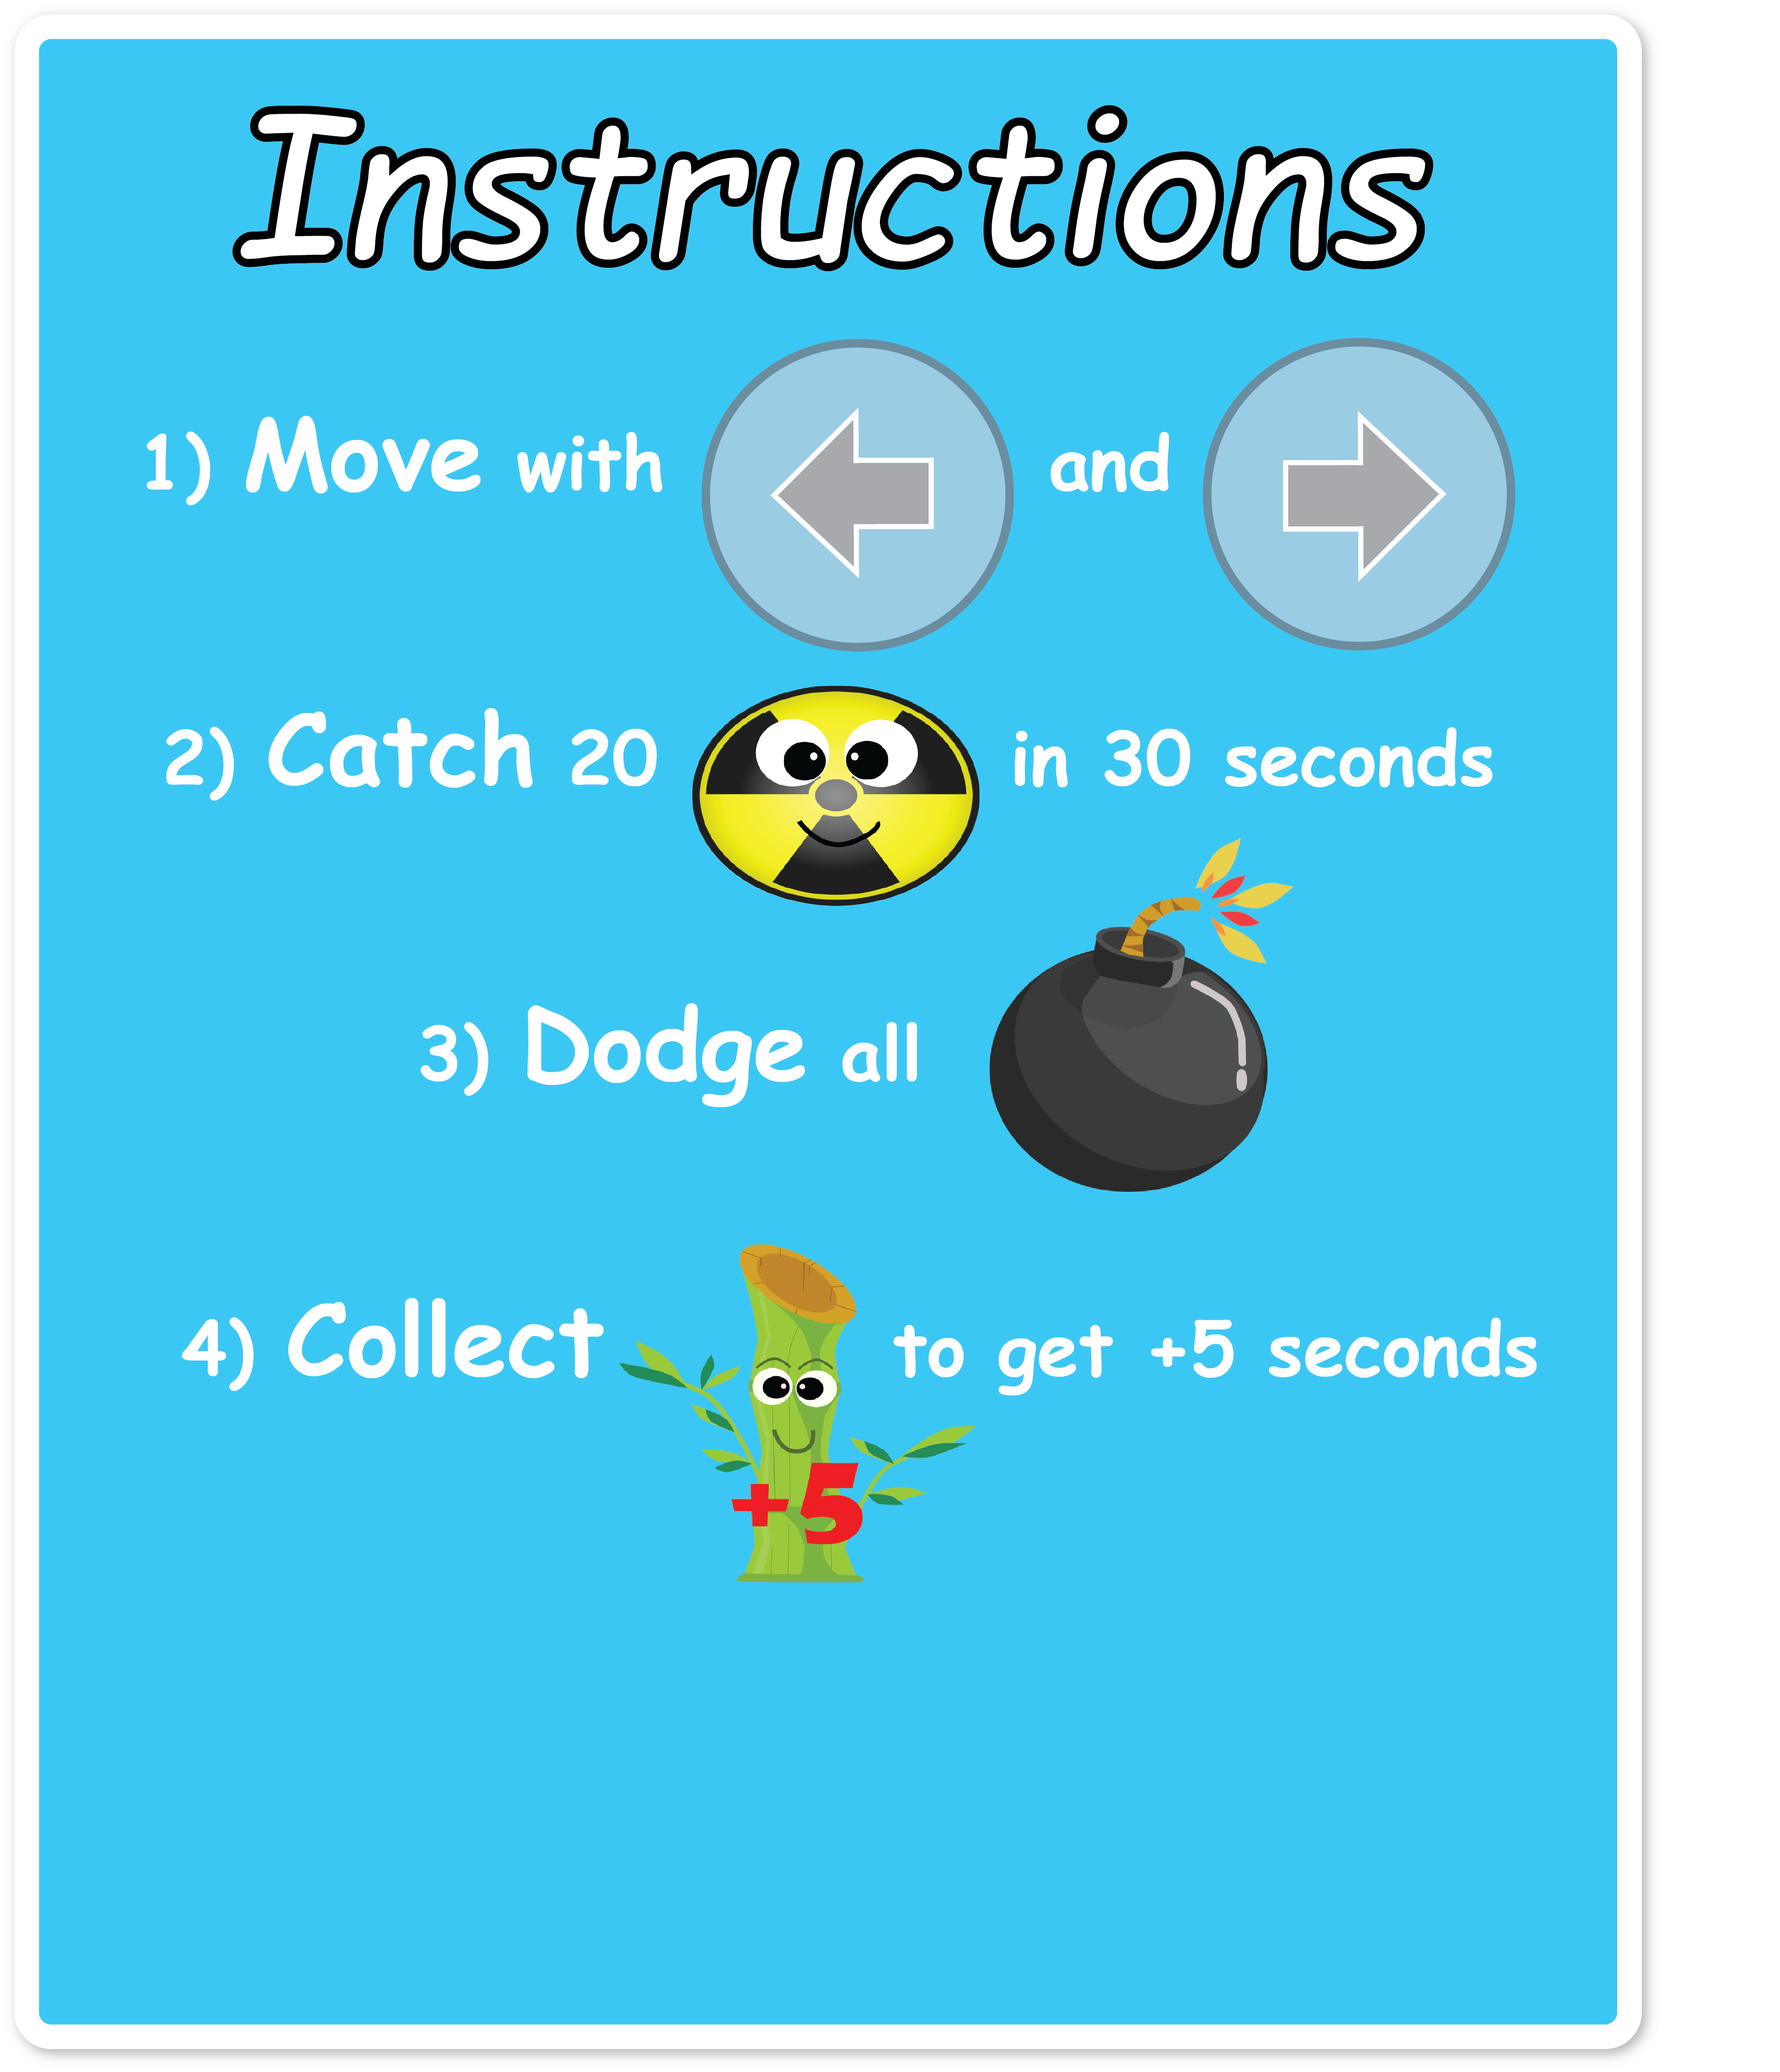 Instructions
1) Move with and
2) Catch 20 in 30 seconds
3) Dodge all
4) Collect to get +5 seconds
+5